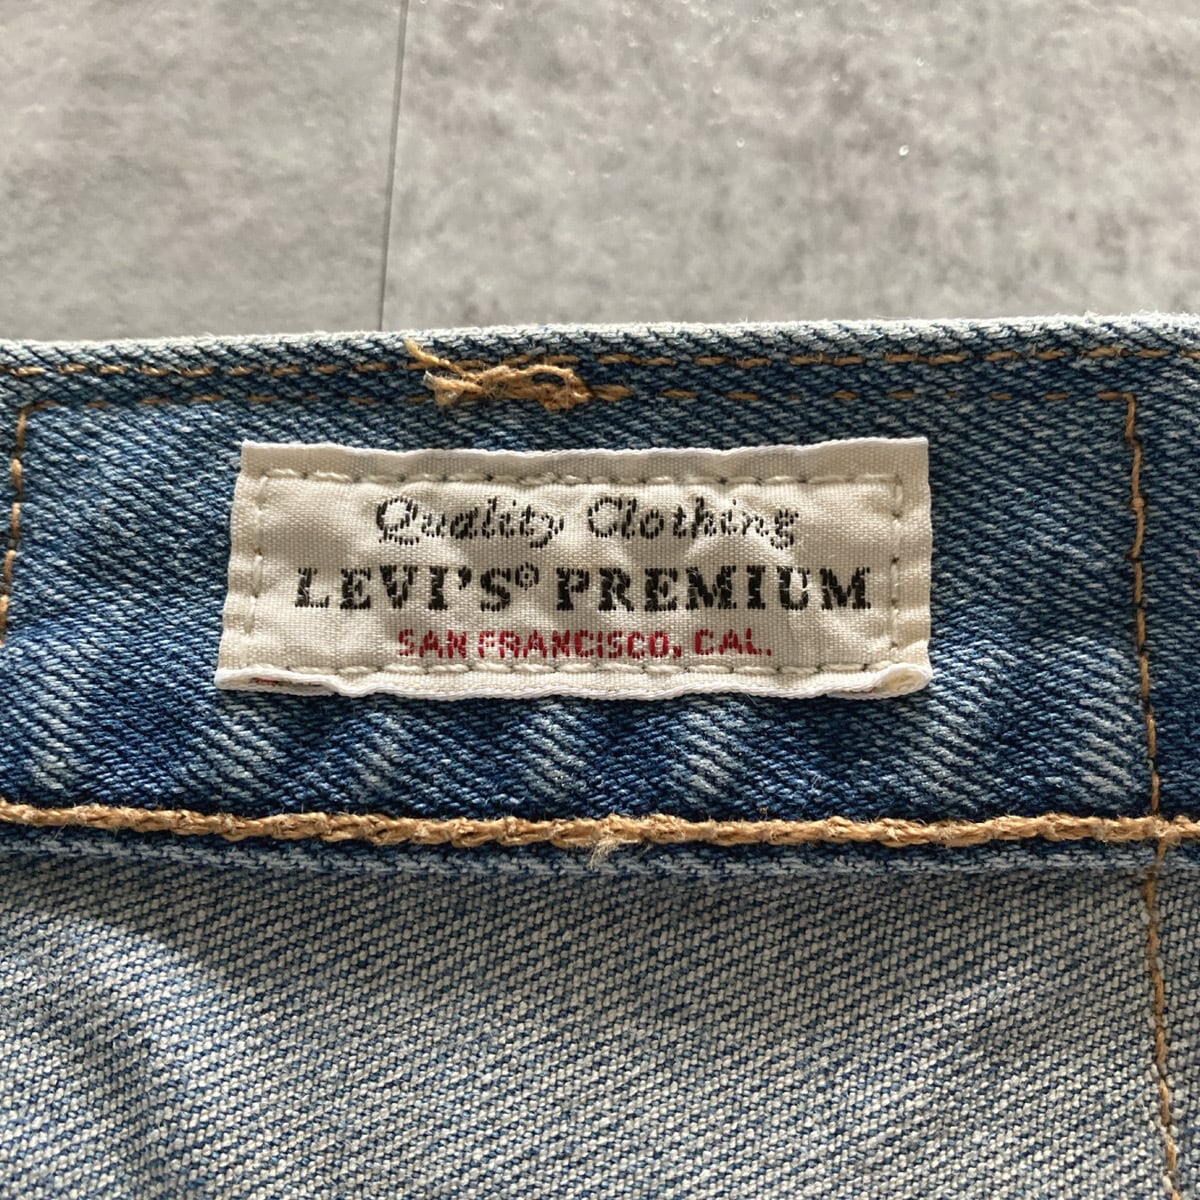 Quality Clothing
LEVI'S® PREMIUM
SAN FRANCISCO, CAL.